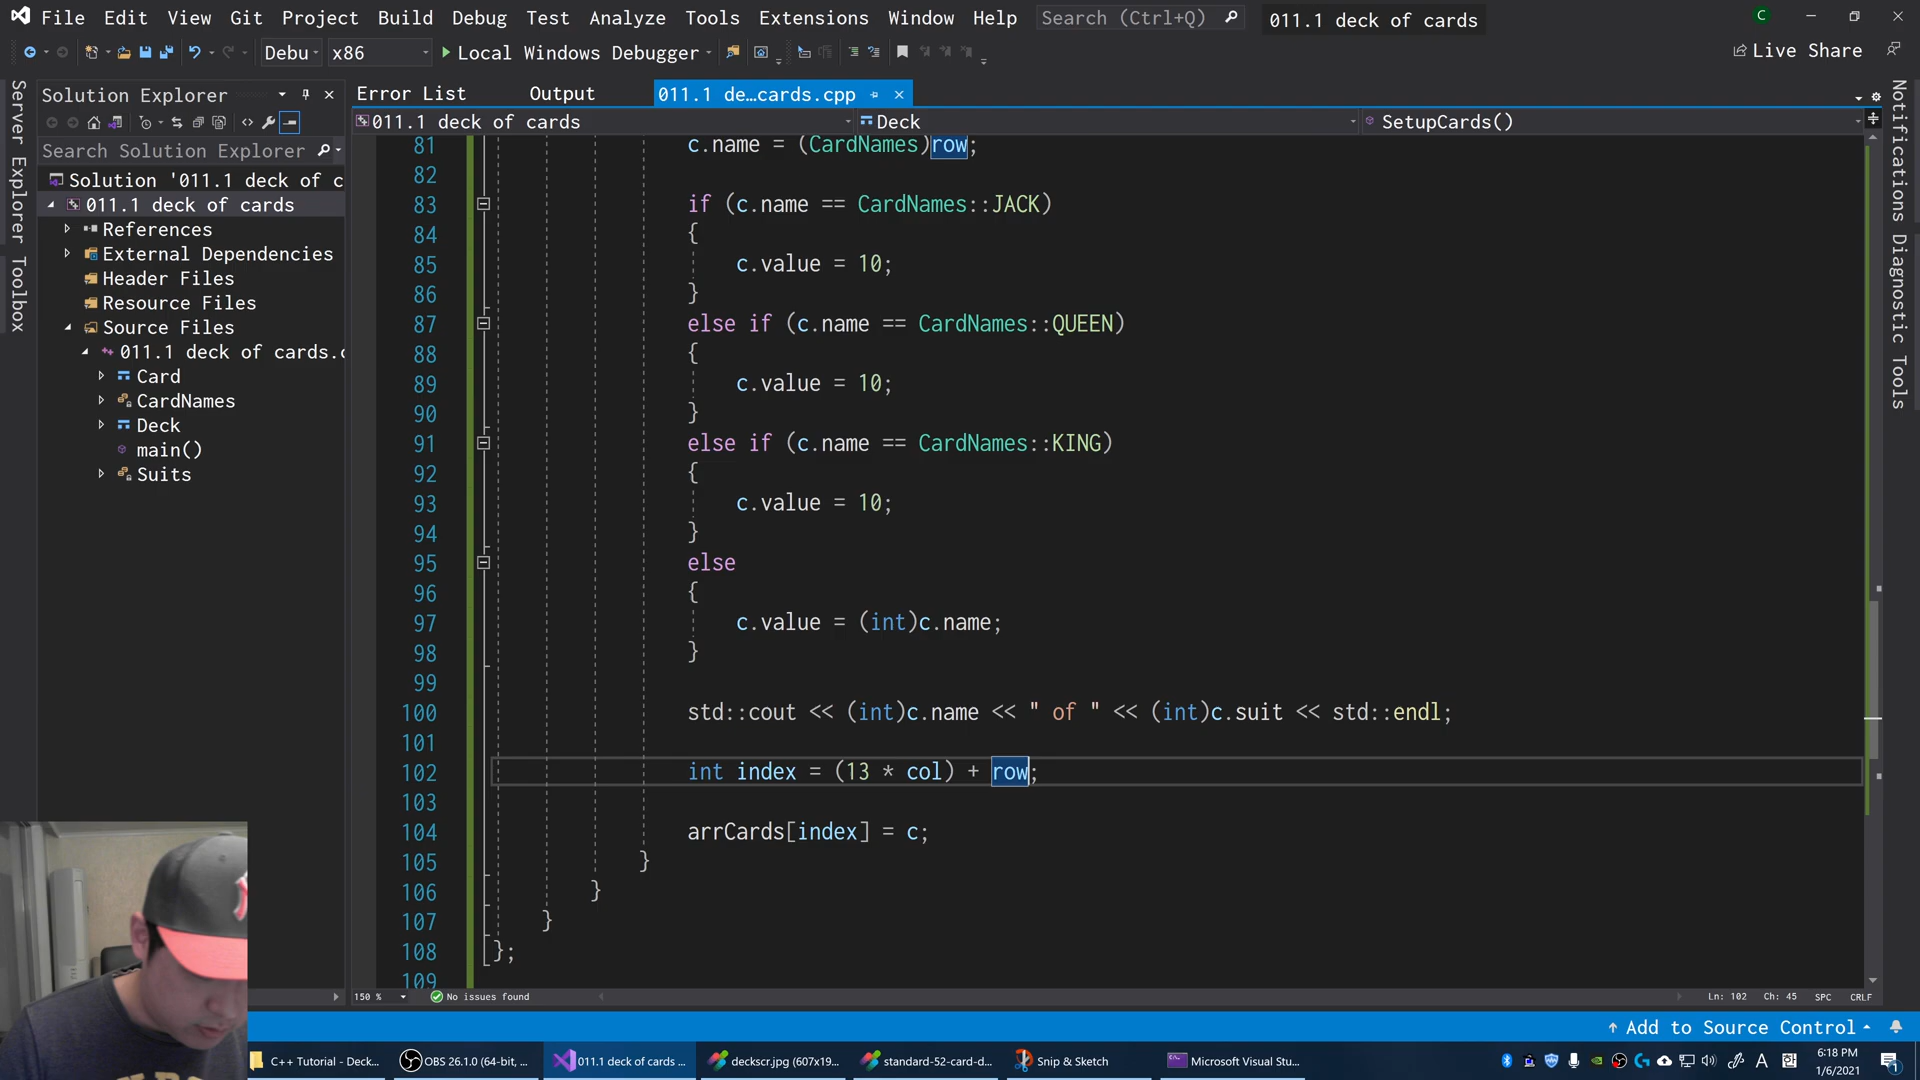 File Edit View Git Project Build Debug Test Analyze Tools Extensions Window Help Search (Ctrl+Q) 011.1 deck of cards C
Debu x86 Local Windows Debugger Live Share
Server Explorer Toolbox
Solution Explorer
Search Solution Explorer
Solution '011.1 deck of c
011.1 deck of cards
References
External Dependencies
Header Files
Resource Files
Source Files
011.1 deck of cards.c
Card
CardNames
Deck
main()
Suits
Error List Output 011.1 de...cards.cpp
011.1 deck of cards Deck SetupCards()
81 c.name = (CardNames)row;
82
83 if (c.name == CardNames::JACK)
84 {
85 c.value = 10;
86 }
87 else if (c.name == CardNames::QUEEN)
88 {
89 c.value = 10;
90 }
91 else if (c.name == CardNames::KING)
92 {
93 c.value = 10;
94 }
95 else
96 {
97 c.value = (int)c.name;
98 }
99
100 std::cout << (int)c.name << " of " << (int)c.suit << std::endl;
101
102 int index = (13 * col) + row;
103
104 arrCards[index] = c;
105 }
106 }
107 }
108 };
109
Notifications Diagnostic Tools
150 % No issues found Ln: 102 Ch: 45 SPC CRLF
Add to Source Control
C++ Tutorial - Deck... OBS 26.1.0 (64-bit, ... 011.1 deck of cards ... deckscr.jpg (607x19... standard-52-card-d... Snip & Sketch Microsoft Visual Stu... A 한 6:18 PM
1/6/2021
1